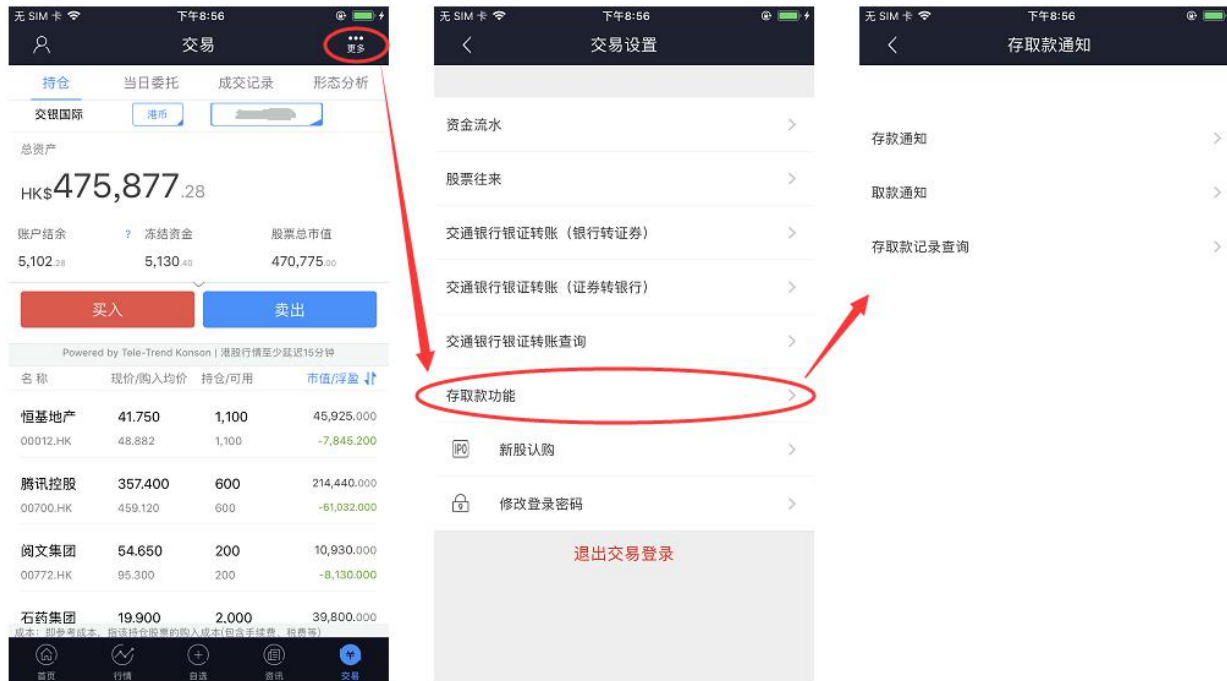 无 SIM 卡
下午8:56
交易
更多
持仓
当日委托
成交记录
形态分析
交银国际
港币
总资产
HK$475,877.28
账户结余
?
冻结资金
股票总市值
5,102.28
5,130.40
470,775.00
买入
卖出
Powered by Tele-Trend Konson | 港股行情至少延迟15分钟
名称
现价/购入均价
持仓/可用
市值/浮盈
恒基地产
41.750
1,100
45,925.000
00012.HK
48.882
1,100
-7,845.200
腾讯控股
357.400
600
214,440.000
00700.HK
459.120
600
-61,032.000
阅文集团
54.650
200
10,930.000
00772.HK
95.300
200
-8,130.000
石药集团
19.900
2,000
39,800.000
成本：即参考成本，指该持仓股票的购入成本(包含手续费、税费等)
首页
行情
自选
资讯
交易
无 SIM 卡
下午8:56
交易设置
资金流水
股票往来
交通银行银证转账（银行转证券）
交通银行银证转账（证券转银行）
交通银行银证转账查询
存取款功能
IPO
新股认购
修改登录密码
退出交易登录
无 SIM 卡
下午8:56
存取款通知
存款通知
取款通知
存取款记录查询